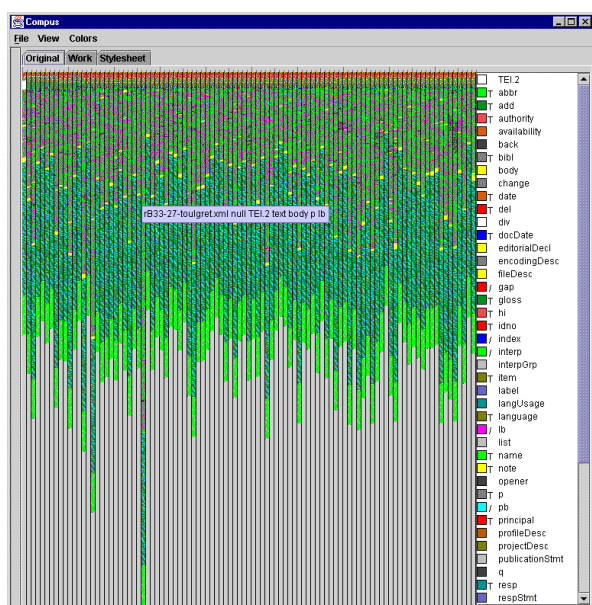 Compus
File View Colors
Original Work Stylesheet
rB33-27-toulgret.xml null TEI.2 text body p lb
TEI.2
T abbr
T add
T authority
availability
back
T bibl
body
change
T date
T del
div
T docDate
editorialDecl
encodingDesc
fileDesc
/ gap
T gloss
T hi
T idno
/ index
/ interp
interpGrp
T item
label
langUsage
T language
/ lb
list
T name
T note
opener
T p
/ pb
T principal
profileDesc
projectDesc
publicationStmt
q
T resp
respStmt